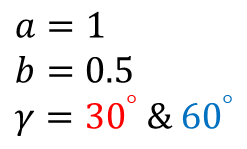 a = 1
b = 0.5
γ = 30° & 60°